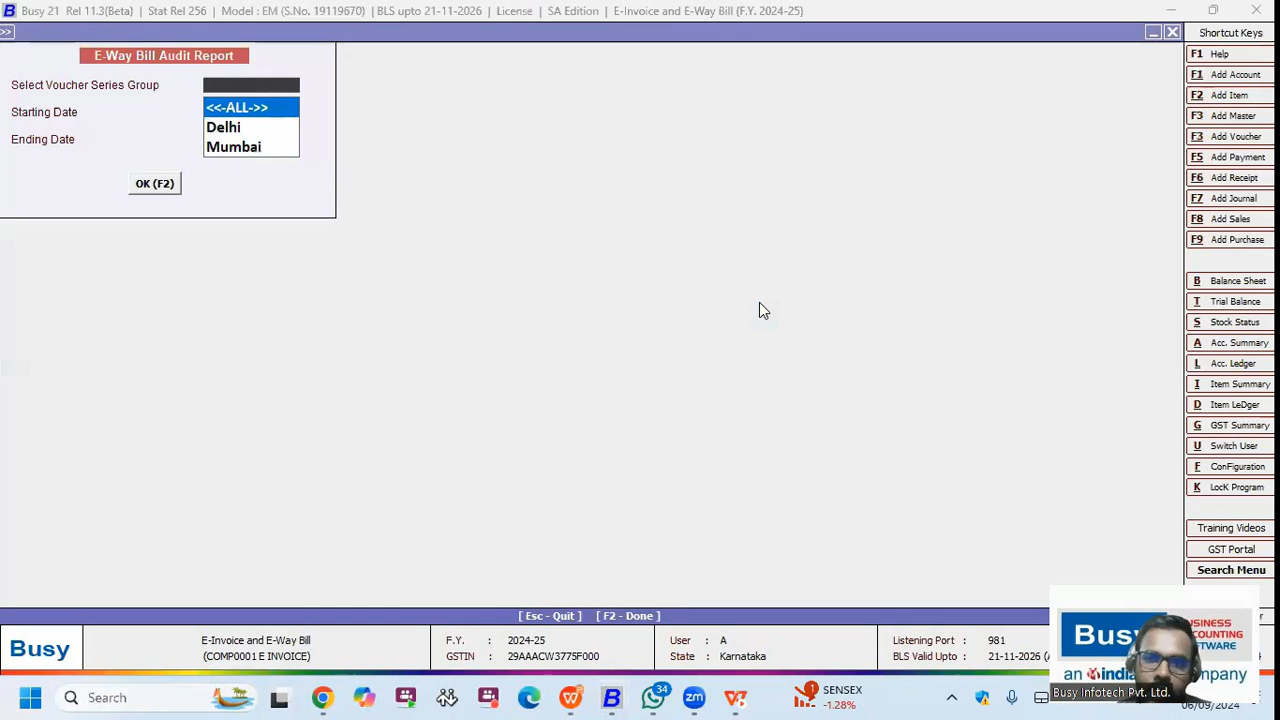 Busy 21 Rel 11.3(Beta) | Stat Rel 256 | Model : EM (S.No. 19119670) | BLS upto 21-11-2026 | License | SA Edition | E-Invoice and E-Way Bill (F.Y. 2024-25)
>>
Shortcut Keys
E-Way Bill Audit Report
Select Voucher Series Group
Starting Date
Ending Date
<<-ALL->>
Delhi
Mumbai
OK (F2)
F1 Help
F1 Add Account
F2 Add Item
F3 Add Master
F3 Add Voucher
F5 Add Payment
F6 Add Receipt
F7 Add Journal
F8 Add Sales
F9 Add Purchase
B Balance Sheet
T Trial Balance
S Stock Status
A Acc. Summary
L Acc. Ledger
I Item Summary
D Item LeDger
G GST Summary
U Switch User
F ConFiguration
K LocK Program
Training Videos
GST Portal
Search Menu
[ Esc - Quit ] [ F2 - Done ]
Busy
E-Invoice and E-Way Bill
(COMP0001 E INVOICE)
F.Y. : 2024-25
GSTIN : 29AAACW3775F000
User : A
State : Karnataka
Listening Port : 981
BLS Valid Upto : 21-11-2026
Busy
an
Busy Infotech Pvt. Ltd.
Search
34
SENSEX
-1.28%
06/09/2024